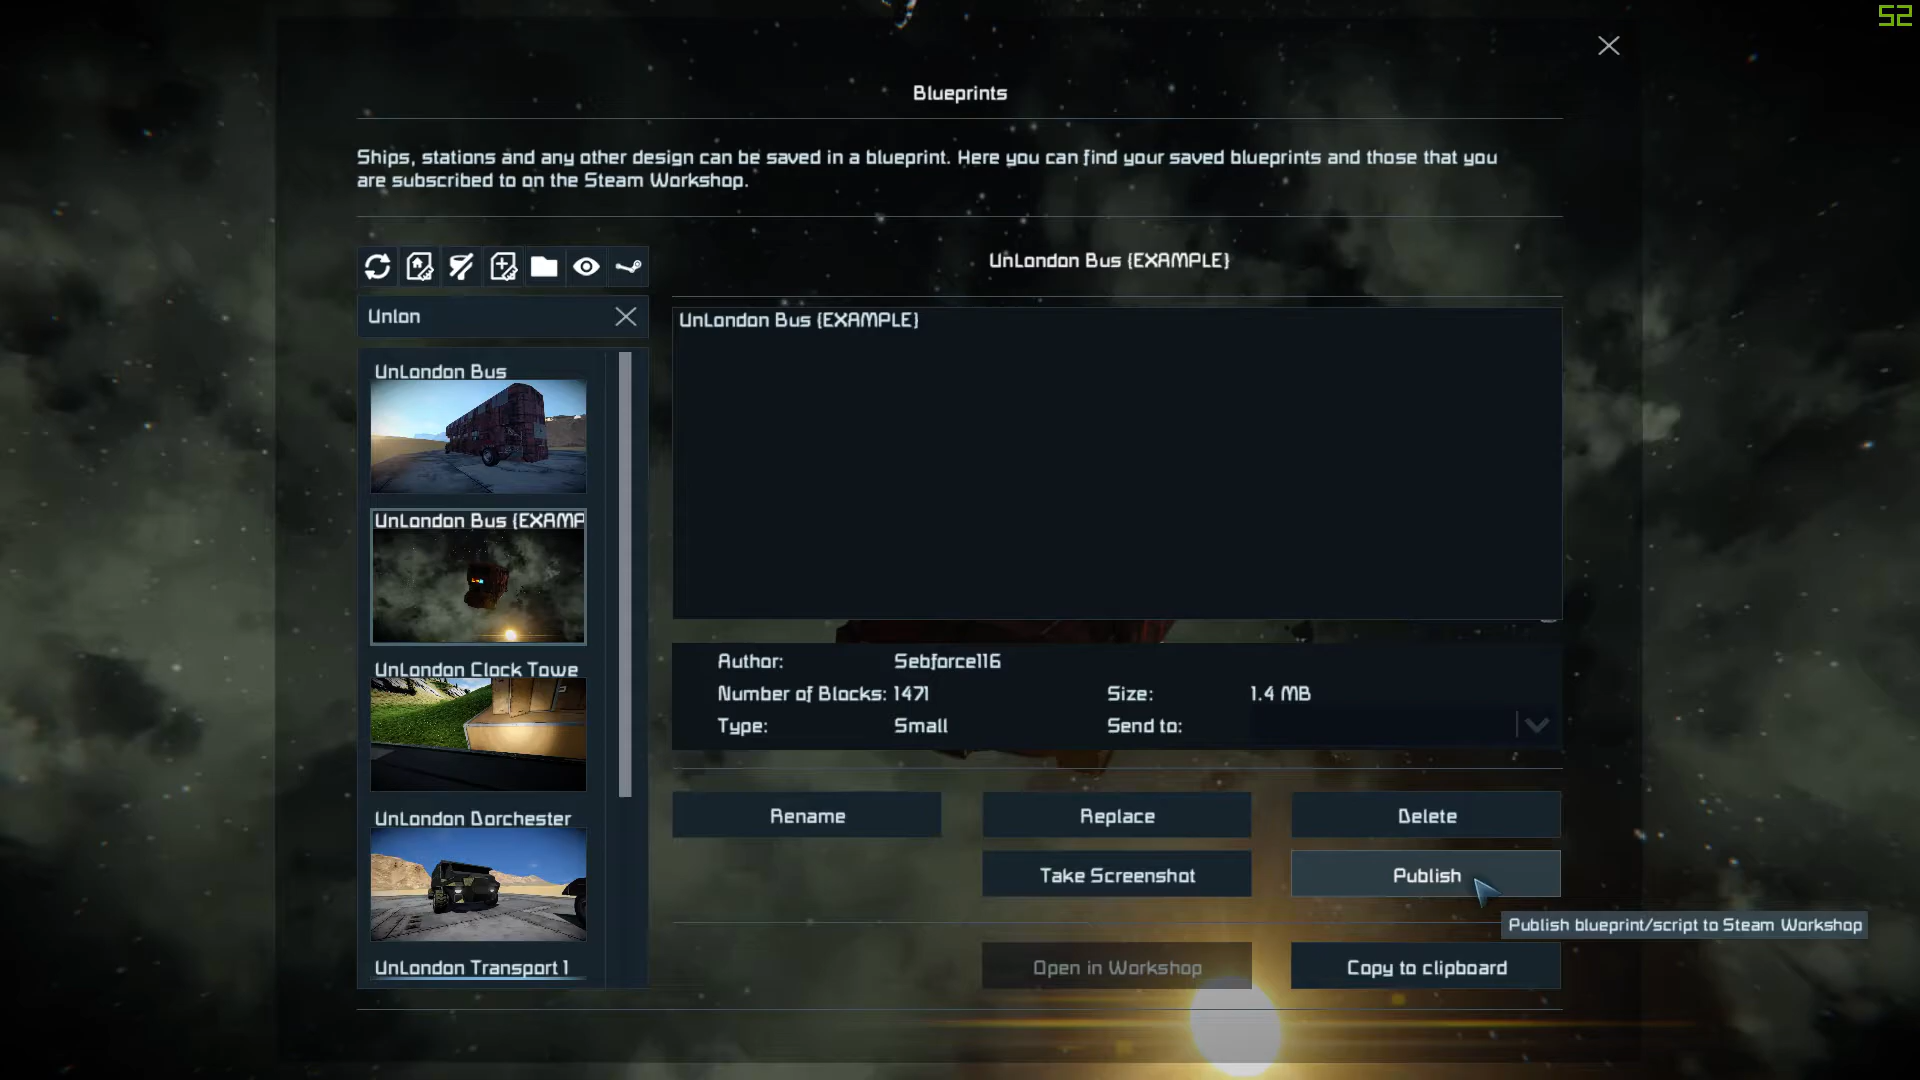 52
Blueprints
Ships, stations and any other design can be saved in a blueprint. Here you can find your saved blueprints and those that you
are subscribed to on the Steam Workshop.
UnLondon Bus {EXAMPLE}
Unlon
UnLondon Bus {EXAMPLE}
UnLondon Bus
UnLondon Bus {EXAMP
UnLondon Clock Towe
UnLondon Dorchester
UnLondon Transport 1
Author: Sebforce116
Number of Blocks: 1471 Size: 1.4 MB
Type: Small Send to:
Rename Replace Delete
Take Screenshot Publish
Publish blueprint/script to Steam Workshop
Open in Workshop Copy to clipboard